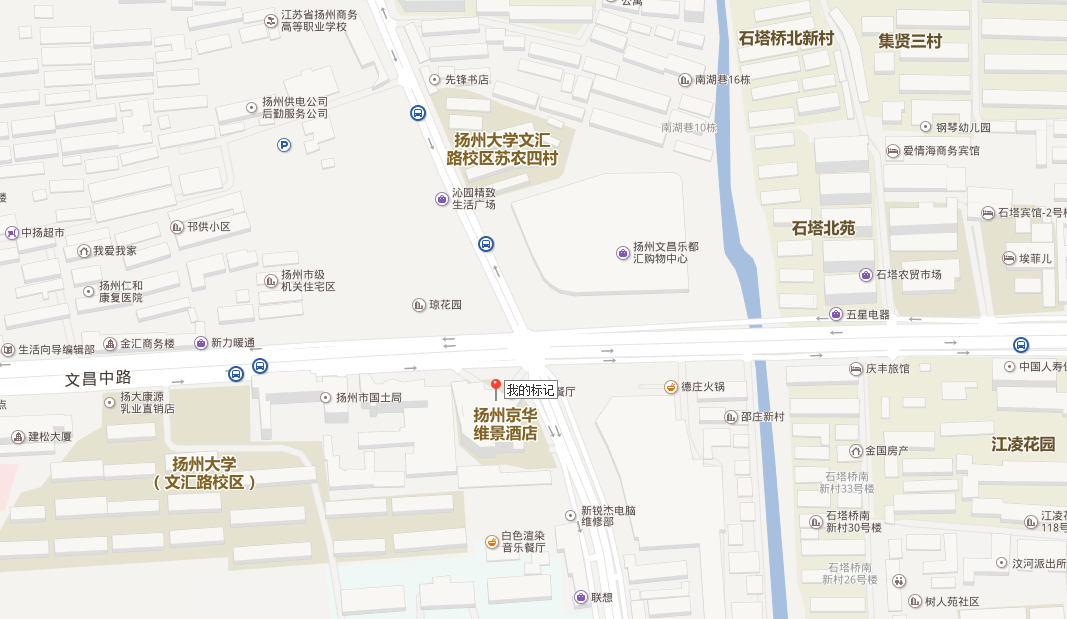 公寓
江苏省扬州商务
高等职业学校
石塔桥北新村
集贤三村
先锋书店
南湖巷16栋
扬州供电公司
后勤服务公司
南湖巷10栋
钢琴幼儿园
扬州大学文汇
路校区苏农四村
爱情海商务宾馆
楼
沁园精致
生活广场
石塔宾馆-2号楼
中扬超市
邗供小区
石塔北苑
我爱我家
扬州文昌乐都
汇购物中心
埃菲儿
扬州市级
机关住宅区
石塔农贸市场
扬州仁和
康复医院
琼花园
五星电器
生活向导编辑部
金汇商务楼
新力暖通
文昌中路
庆丰旅馆
中国人寿保
我的标记
餐厅
德庄火锅
点
扬大康源
乳业直销店
扬州市国土局
扬州京华
维景酒店
邵庄新村
建松大厦
金国房产
江凌花园
扬州大学
（文汇路校区）
石塔桥南
新村33号楼
新锐杰电脑
维修部
石塔桥南
新村30号楼
江凌花
118号
白色渲染
音乐餐厅
石塔桥南
新村26号楼
汶河派出所
联想
树人苑社区